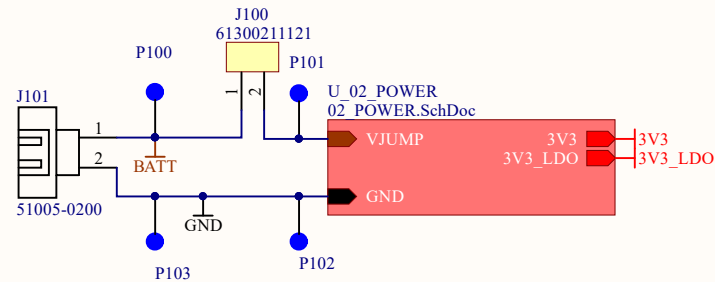 J100
61300211121
P100
P101
U_02_POWER
02_POWER.SchDoc
J101
1
2
1
2
BATT
VJUMP
3V3
3V3
3V3_LDO
3V3_LDO
GND
51005-0200
GND
P103
P102